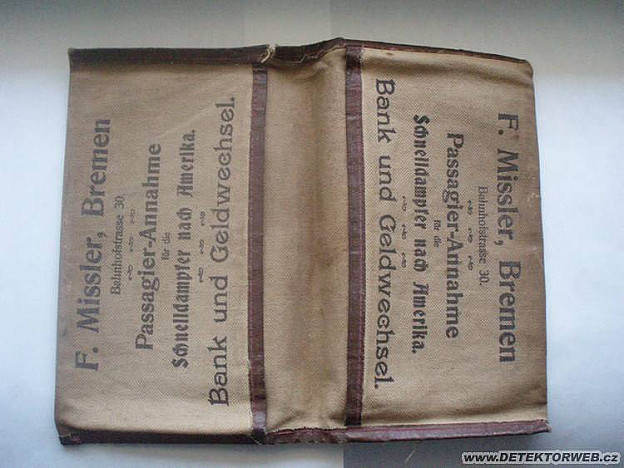 F. Missler, Bremen
Bahnhofstrasse 30.
Passagier-Annahme
für die
Schnelldampfer nach Amerika.
Bank und Geldwechsel.
F. Missler, Bremen
Bahnhofstrasse 30.
Passagier-Annahme
für die
Schnelldampfer nach Amerika.
Bank und Geldwechsel.
www.DETEKTORWEB.cz